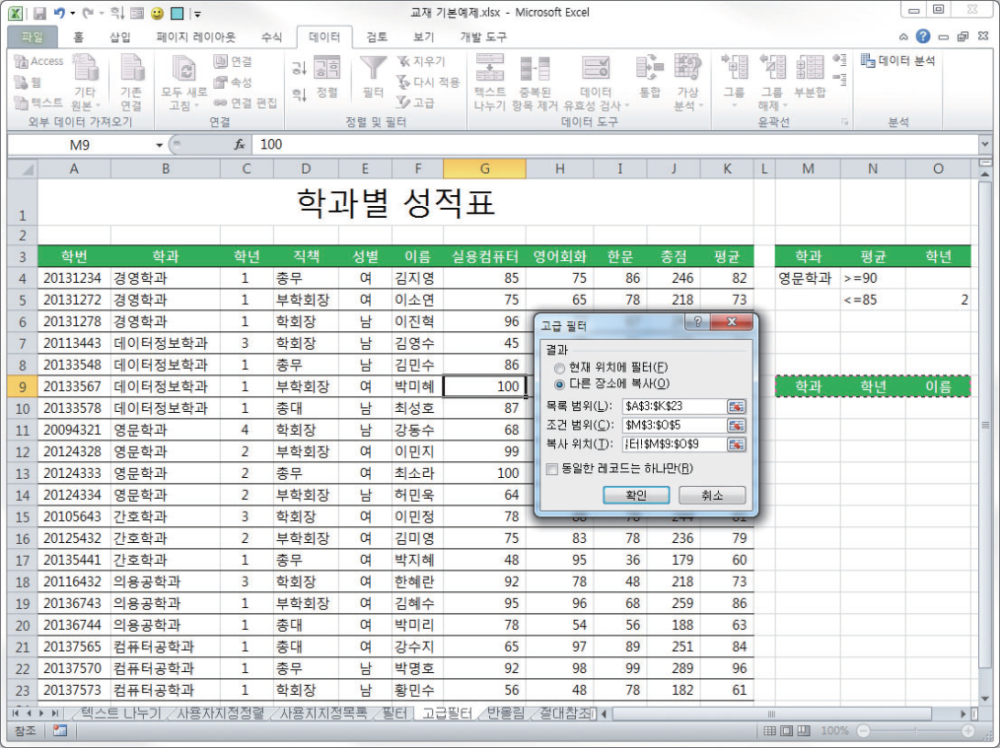 교재 기본예제.xlsx - Microsoft Excel
파일 홈 삽입 페이지 레이아웃 수식 데이터 검토 보기 개발 도구
Access 웹 텍스트 기타 원본 기존 연결
외부 데이터 가져오기
모두 새로 고침 연결 속성 연결 편집
연결
정렬 필터 지우기 다시 적용 고급
정렬 및 필터
텍스트 나누기 중복된 항목 제거 데이터 유효성 검사 통합 가상 분석
데이터 도구
그룹 그룹 해제 부분합
윤곽선
데이터 분석
분석
M9 fx 100
A B C D E F G H I J K L M N O
1 학과별 성적표
2
3 학번 학과 학년 직책 성별 이름 실용컴퓨터 영어회화 한문 총점 평균 학과 평균 학년
4 20131234 경영학과 1 총무 여 김지영 85 75 86 246 82 영문학과 >=90
5 20131272 경영학과 1 부학회장 여 이소연 75 65 78 218 73 <=85 2
6 20131278 경영학과 1 학회장 남 이진혁 96
7 20113443 데이터정보학과 3 학회장 남 김영수 45
8 20133548 데이터정보학과 1 총무 남 김민수 86
9 20133567 데이터정보학과 1 부학회장 여 박미혜 100 학과 학년 이름
10 20133578 데이터정보학과 1 총대 남 최성호 87
11 20094321 영문학과 4 학회장 남 강동수 68
12 20124328 영문학과 2 부학회장 여 이민지 99
13 20124333 영문학과 2 총무 여 최소라 100
14 20124334 영문학과 2 부학회장 남 허민욱 64
15 20105643 간호학과 3 학회장 여 이민정 78
16 20125432 간호학과 2 부학회장 여 김미영 75 83 78 236 79
17 20135441 간호학과 1 총무 여 박지혜 48 95 36 179 60
18 20116432 의용공학과 3 학회장 여 한혜란 92 78 48 218 73
19 20136743 의용공학과 1 부학회장 여 김혜수 95 96 68 259 86
20 20136744 의용공학과 1 총대 여 박미리 78 54 56 188 63
21 20137565 컴퓨터공학과 1 총대 여 강수지 65 97 89 251 84
22 20137570 컴퓨터공학과 1 총무 남 박명호 92 98 99 289 96
23 20137573 컴퓨터공학과 1 학회장 남 황민수 56 48 78 182 61
고급 필터
결과
현재 위치에 필터(F)
다른 장소에 복사(O)
목록 범위(L): $A$3:$K$23
조건 범위(C): $M$3:$O$5
복사 위치(T): 터!$M$9:$O$9
동일한 레코드는 하나만(R)
확인 취소
텍스트 나누기 사용자지정정렬 사용지지정목록 필터 고급필터 반올림 절대참조
참조 100%